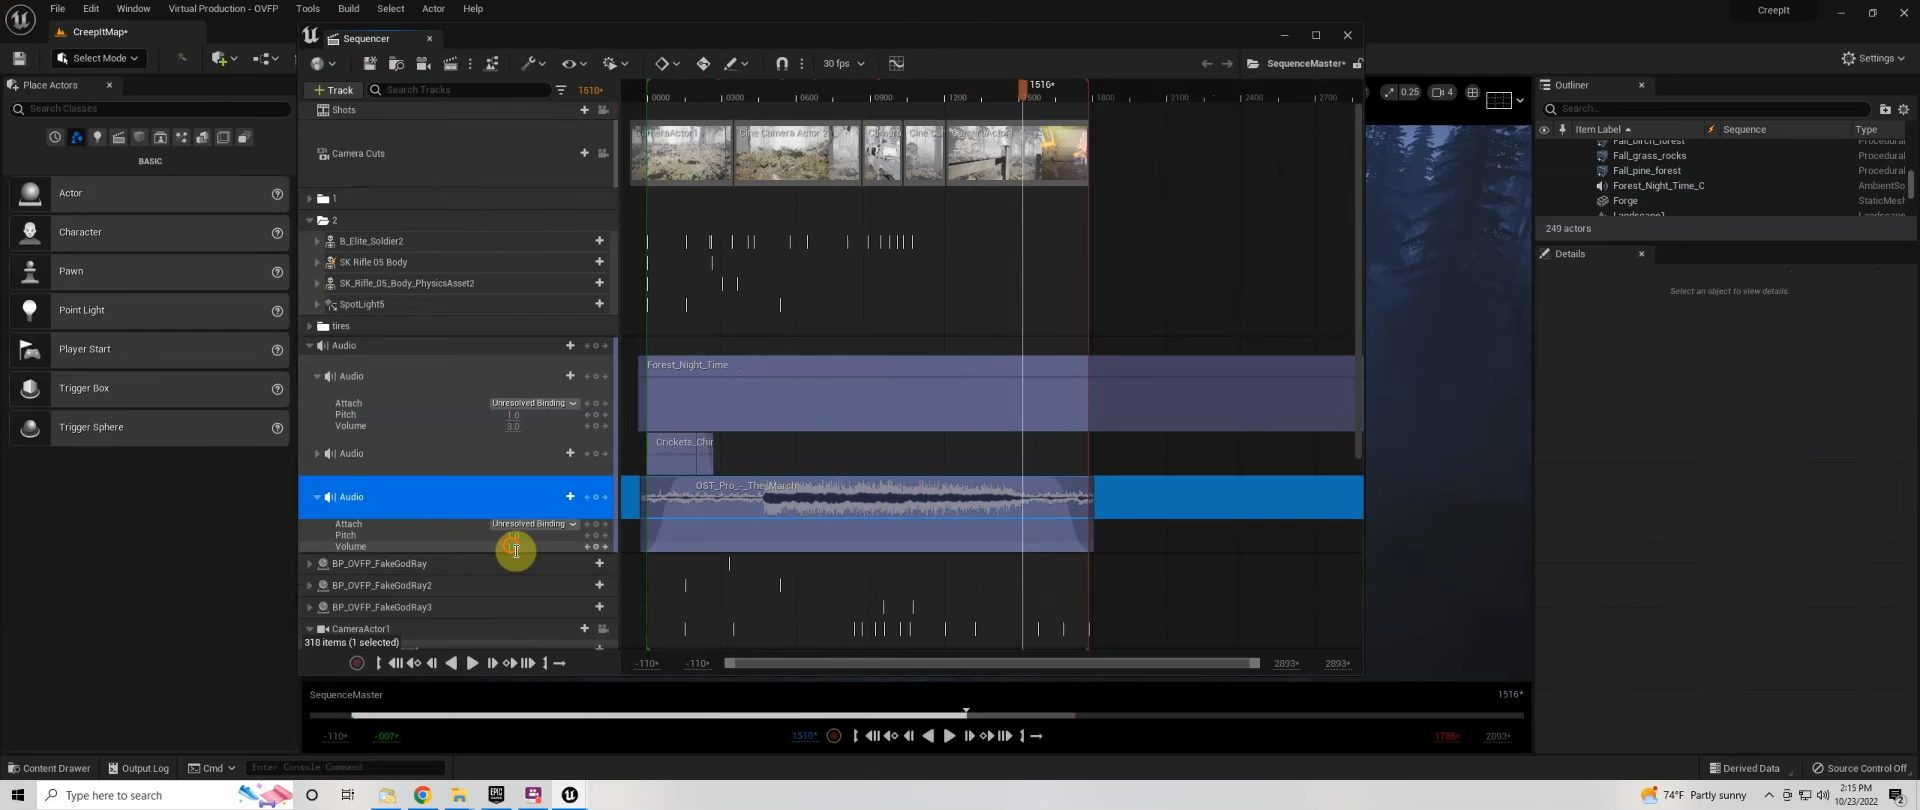 File Edit Window Virtual Production - OVFP Tools Build Select Actor Help
CreepIt
CreepItMap*
Sequencer
Select Mode
30 fps
SequenceMaster*
Settings
Place Actors
Search Classes
BASIC
Actor
Character
Pawn
Point Light
Player Start
Trigger Box
Trigger Sphere
Track
Search Tracks
1510*
1516*
0000 0300 0600 0900 1200 1800 2100 2400 2700
Shots
Camera Cuts
Cine Camera Actor 2
1
2
B_Elite_Soldier2
SK Rifle 05 Body
SK_Rifle_05_Body_PhysicsAsset2
SpotLight5
tires
Audio
Audio
Forest_Night_Time
Attach Unresolved Binding
Pitch 1.0
Volume 3.0
Audio
Crickets_Chir
Audio
OST_Pro_-_The_March
Attach Unresolved Binding
Pitch
Volume
BP_OVFP_FakeGodRay
BP_OVFP_FakeGodRay2
BP_OVFP_FakeGodRay3
CameraActor1
318 items (1 selected)
-110* -110* 2893* 2893*
SequenceMaster
1516*
-110* -007* 1510* 1785* 2893*
0.25 4
Outliner
Search...
Item Label Sequence Type
Fall_birch_forest Procedural
Fall_grass_rocks Procedural
Fall_pine_forest Procedural
Forest_Night_Time_C AmbientSo
Forge StaticMesh
Landscape1
249 actors
Details
Select an object to view details.
Content Drawer Output Log Cmd Enter Console Command
Derived Data Source Control Off
Type here to search
74°F Partly sunny
2:15 PM
10/23/2022
2